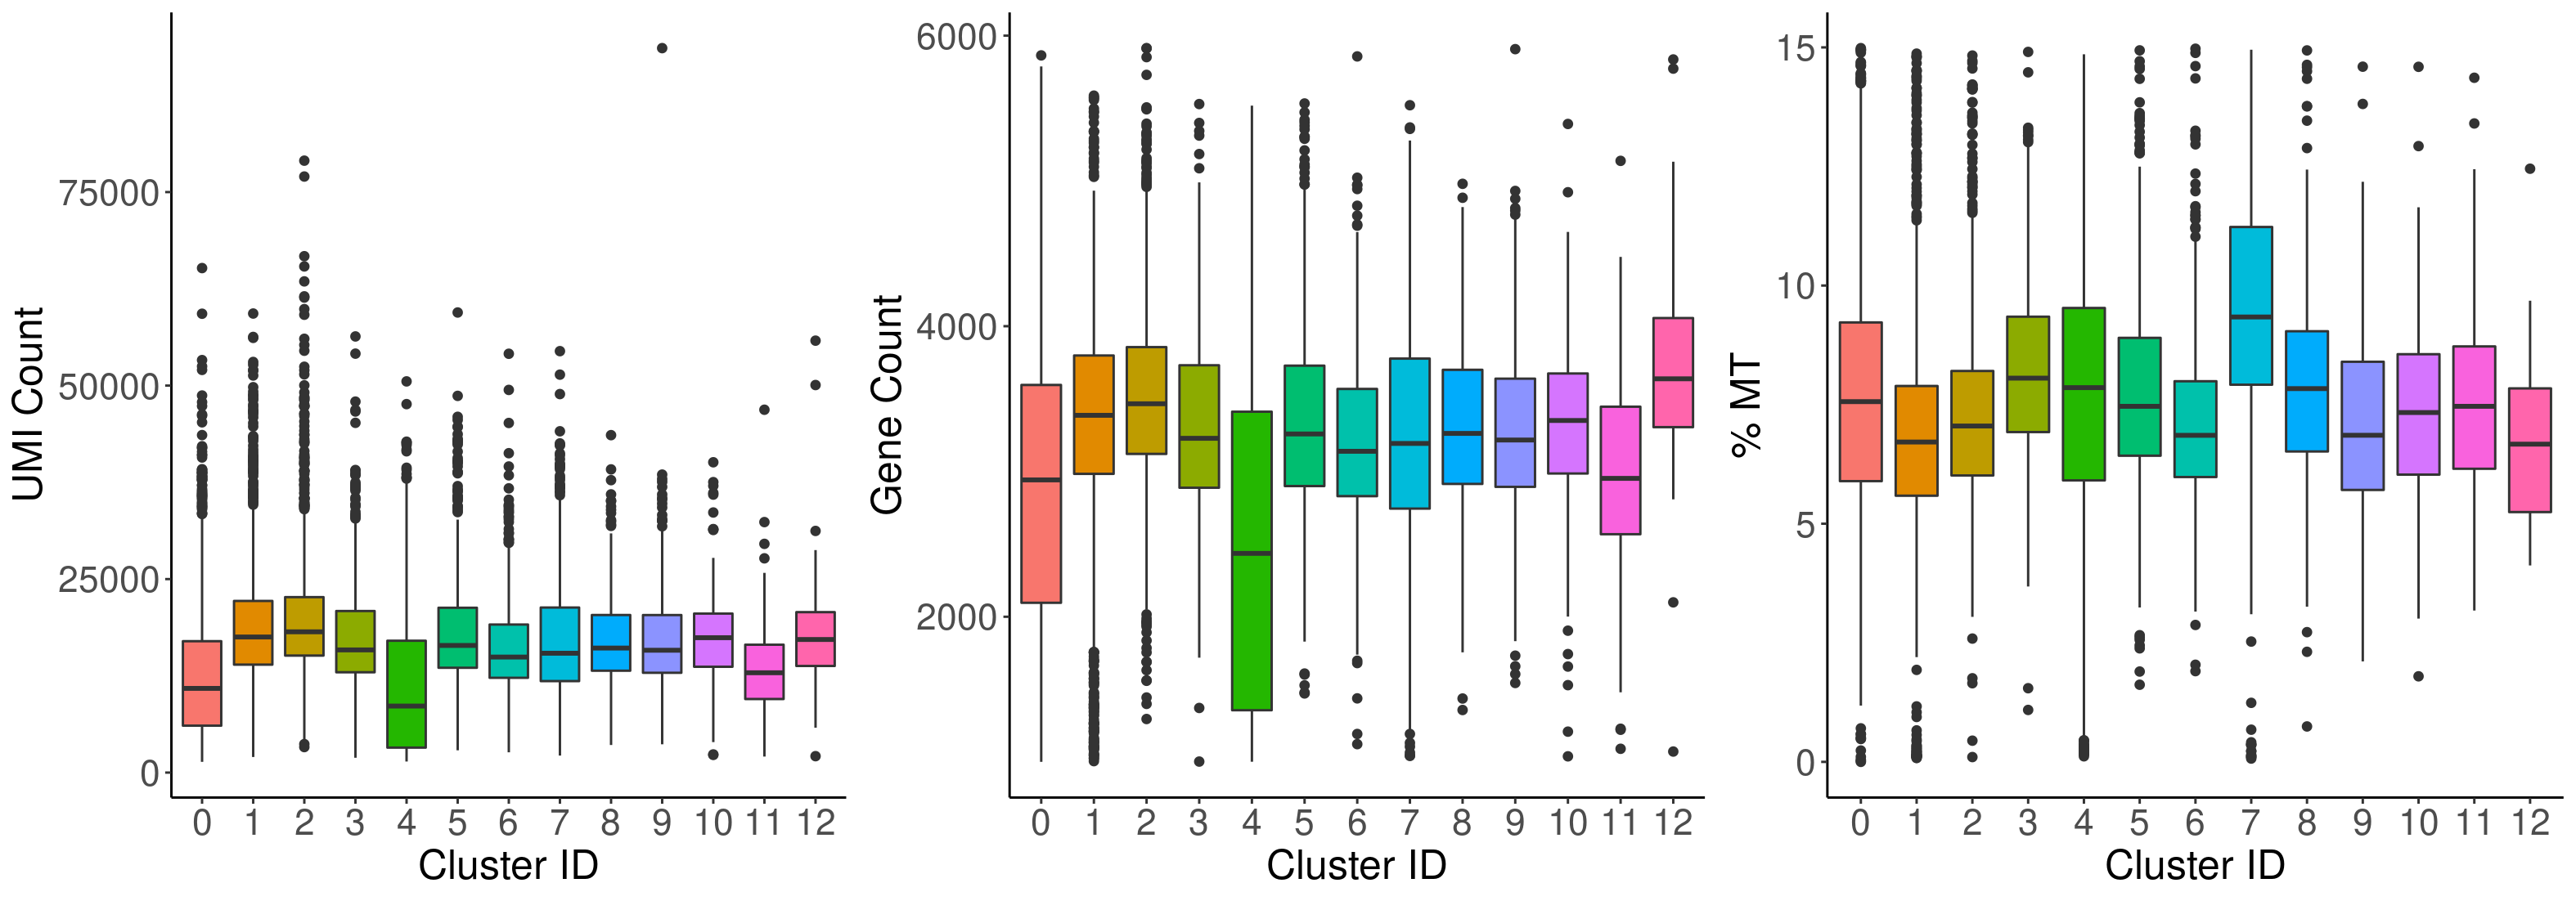 UMI Count
75000
50000
25000
0
0 1 2 3 4 5 6 7 8 9 10 11 12
Cluster ID
Gene Count
6000
4000
2000
0 1 2 3 4 5 6 7 8 9 10 11 12
Cluster ID
% MT
15
10
5
0
0 1 2 3 4 5 6 7 8 9 10 11 12
Cluster ID